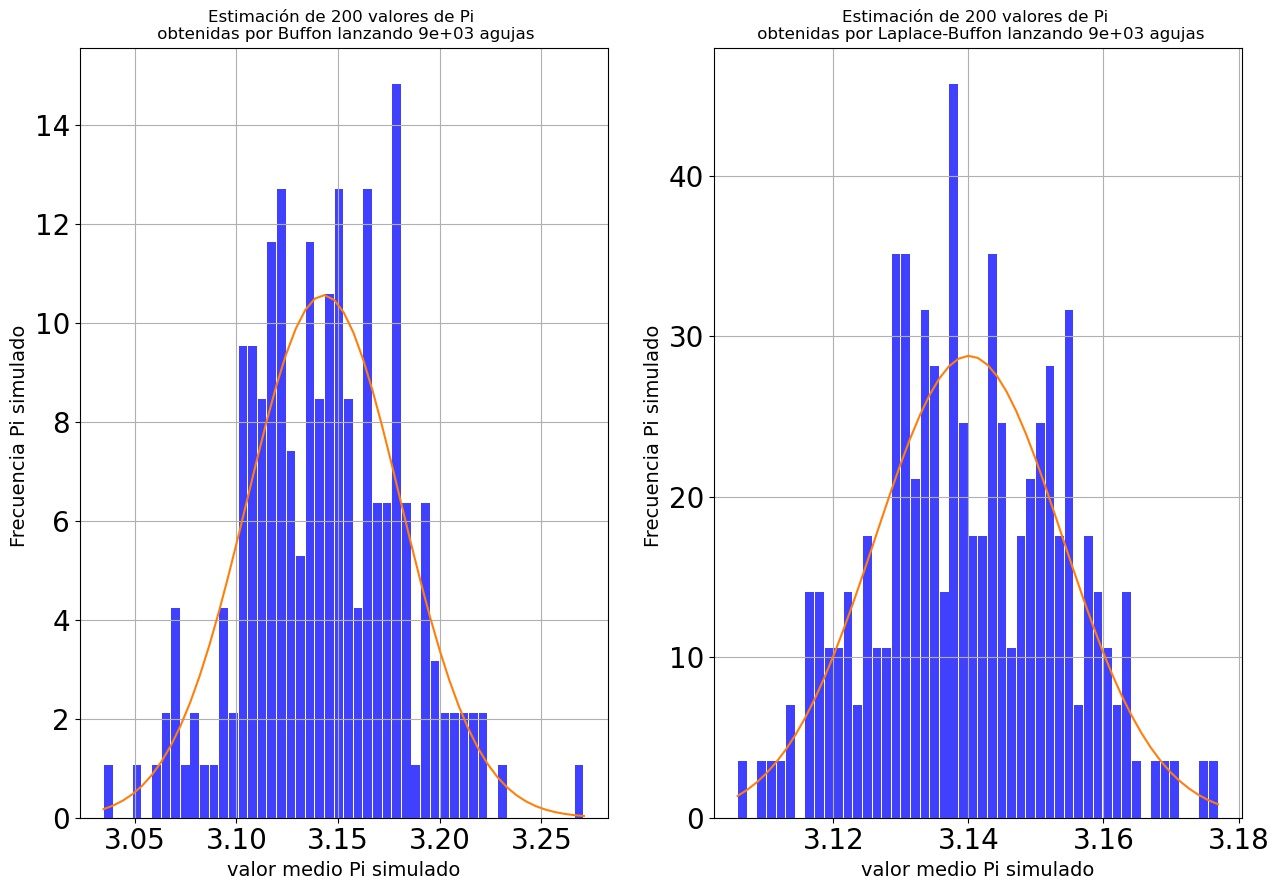 Estimación de 200 valores de Pi
obtenidas por Buffon lanzando 9e+03 agujas
Frecuencia Pi simulado
14
12
10
8
6
4
2
0
3.05 3.10 3.15 3.20 3.25
valor medio Pi simulado
Estimación de 200 valores de Pi
obtenidas por Laplace-Buffon lanzando 9e+03 agujas
Frecuencia Pi simulado
40
30
20
10
0
3.12 3.14 3.16 3.18
valor medio Pi simulado